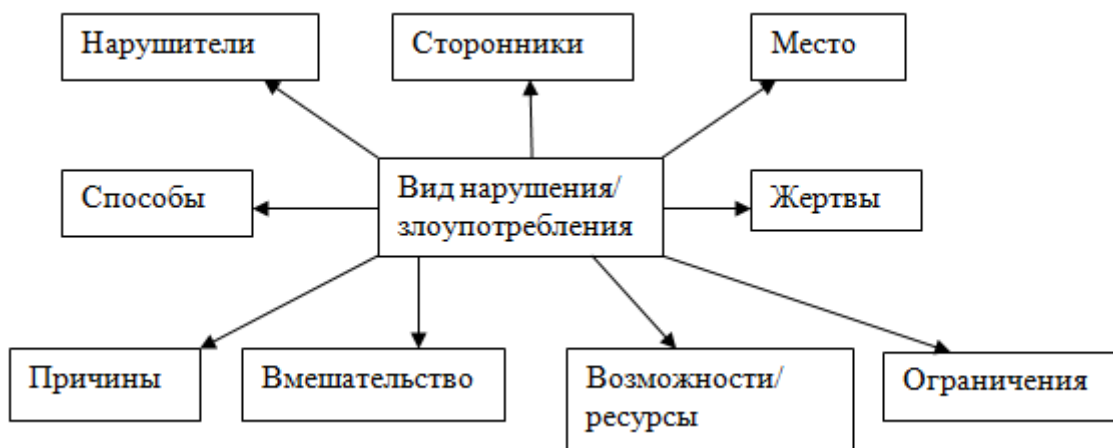 Нарушители
Сторонники
Место
Способы
Вид нарушения/
злоупотребления
Жертвы
Причины
Вмешательство
Возможности/
ресурсы
Ограничения